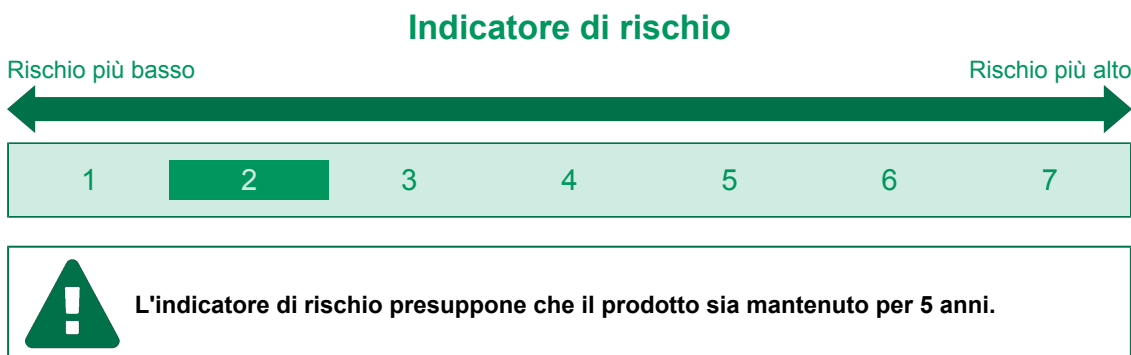 Indicatore di rischio
Rischio più basso Rischio più alto
1 2 3 4 5 6 7
L'indicatore di rischio presuppone che il prodotto sia mantenuto per 5 anni.